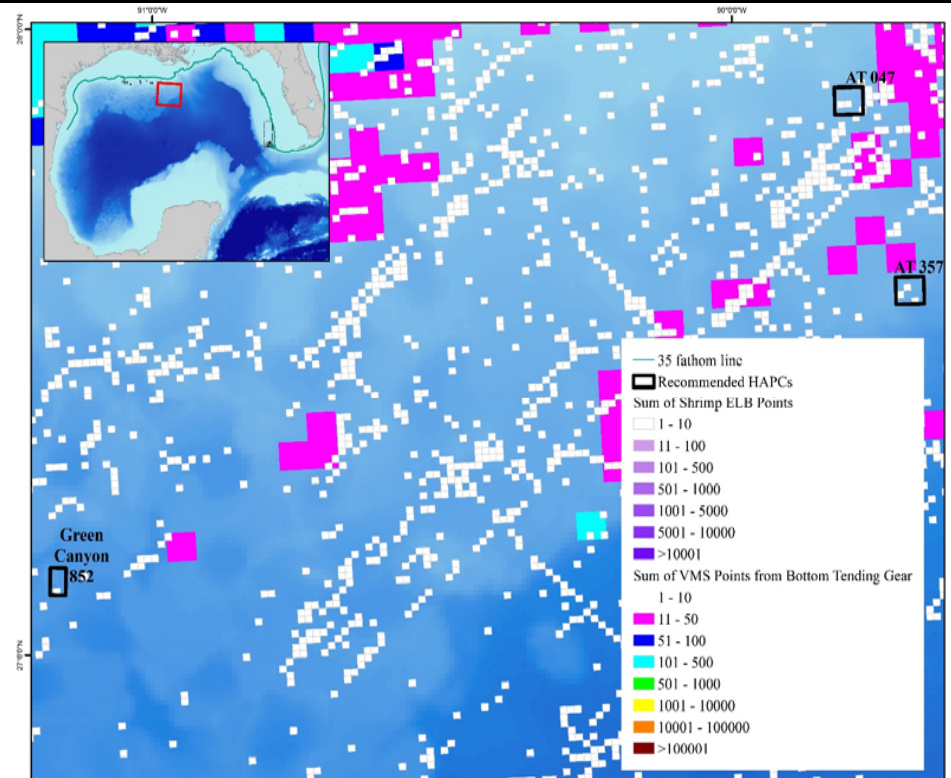 91°0'0"W
90°0'0"W
28°0'0"N
AT 047
AT 357
35 fathom line
Recommended HAPCs
Sum of Shrimp ELB Points
1 - 10
11 - 100
101 - 500
501 - 1000
1001 - 5000
5001 - 10000
>10001
Sum of VMS Points from Bottom Tending Gear
1 - 10
11 - 50
51 - 100
101 - 500
501 - 1000
1001 - 10000
10001 - 100000
>100001
Green
Canyon
852
27°0'0"N